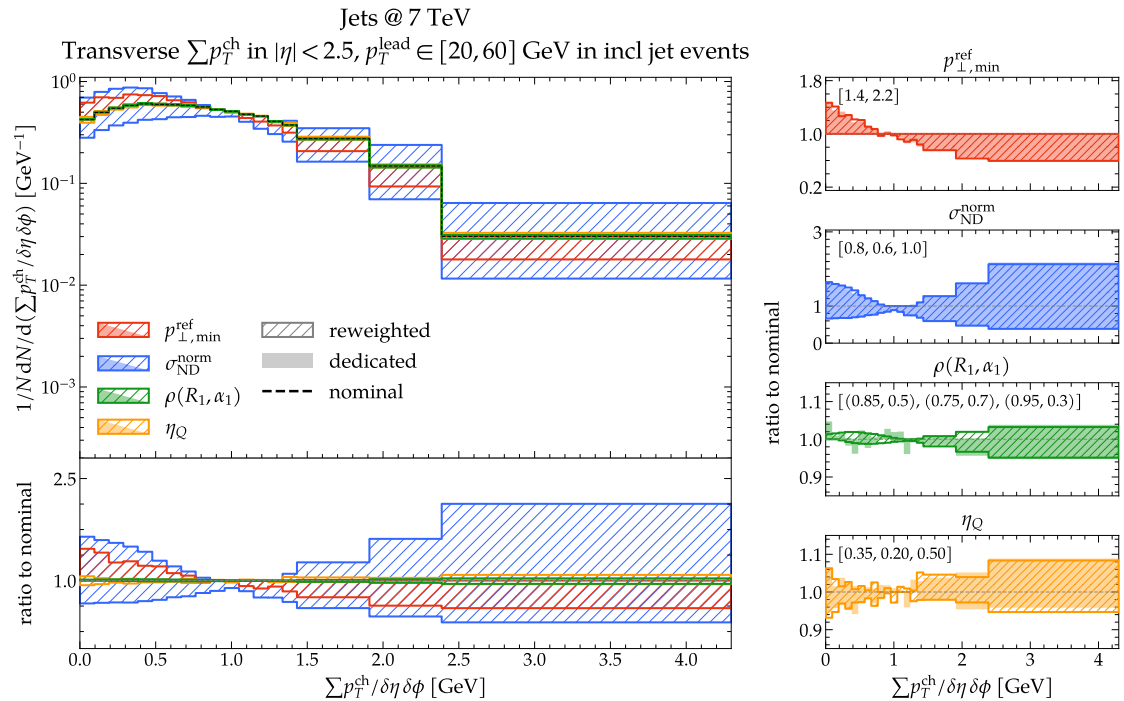 Jets @ 7 TeV
Transverse ∑p_T^ch in |η| < 2.5, p_T^lead ∈ [20, 60] GeV in incl jet events
1/N dN/d(∑p_T^ch/δη δϕ) [GeV⁻¹]
10⁰
10⁻¹
10⁻²
10⁻³
p_⊥,min^ref
σ_ND^norm
ρ(R₁, α₁)
η_Q
reweighted
dedicated
nominal
ratio to nominal
2.5
1.0
0.0 0.5 1.0 1.5 2.0 2.5 3.0 3.5 4.0
∑p_T^ch/δη δϕ [GeV]
p_⊥,min^ref
1.8
1.0
0.2
[1.4, 2.2]
σ_ND^norm
3
1
0
[0.8, 0.6, 1.0]
ratio to nominal
ρ(R₁, α₁)
1.1
1.0
0.9
[(0.85, 0.5), (0.75, 0.7), (0.95, 0.3)]
η_Q
1.1
1.0
0.9
[0.35, 0.20, 0.50]
0 1 2 3 4
∑p_T^ch/δη δϕ [GeV]